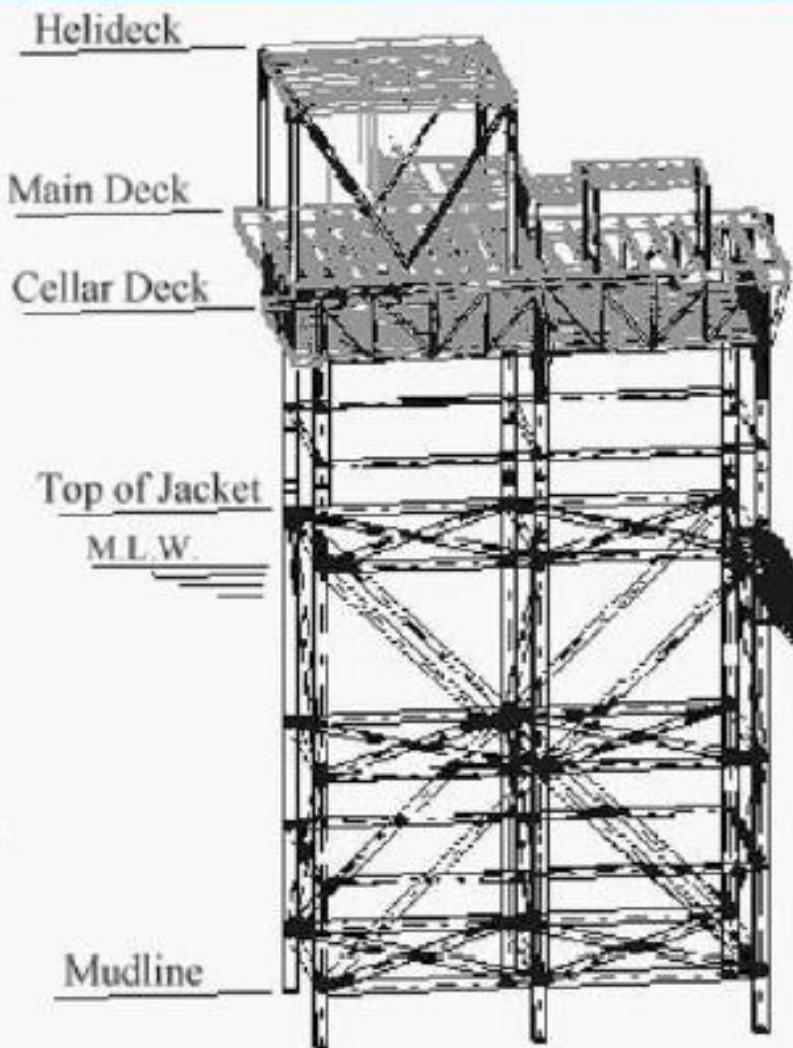 Helideck
Main Deck
Cellar Deck
Top of Jacket
M.L.W.
Mudline